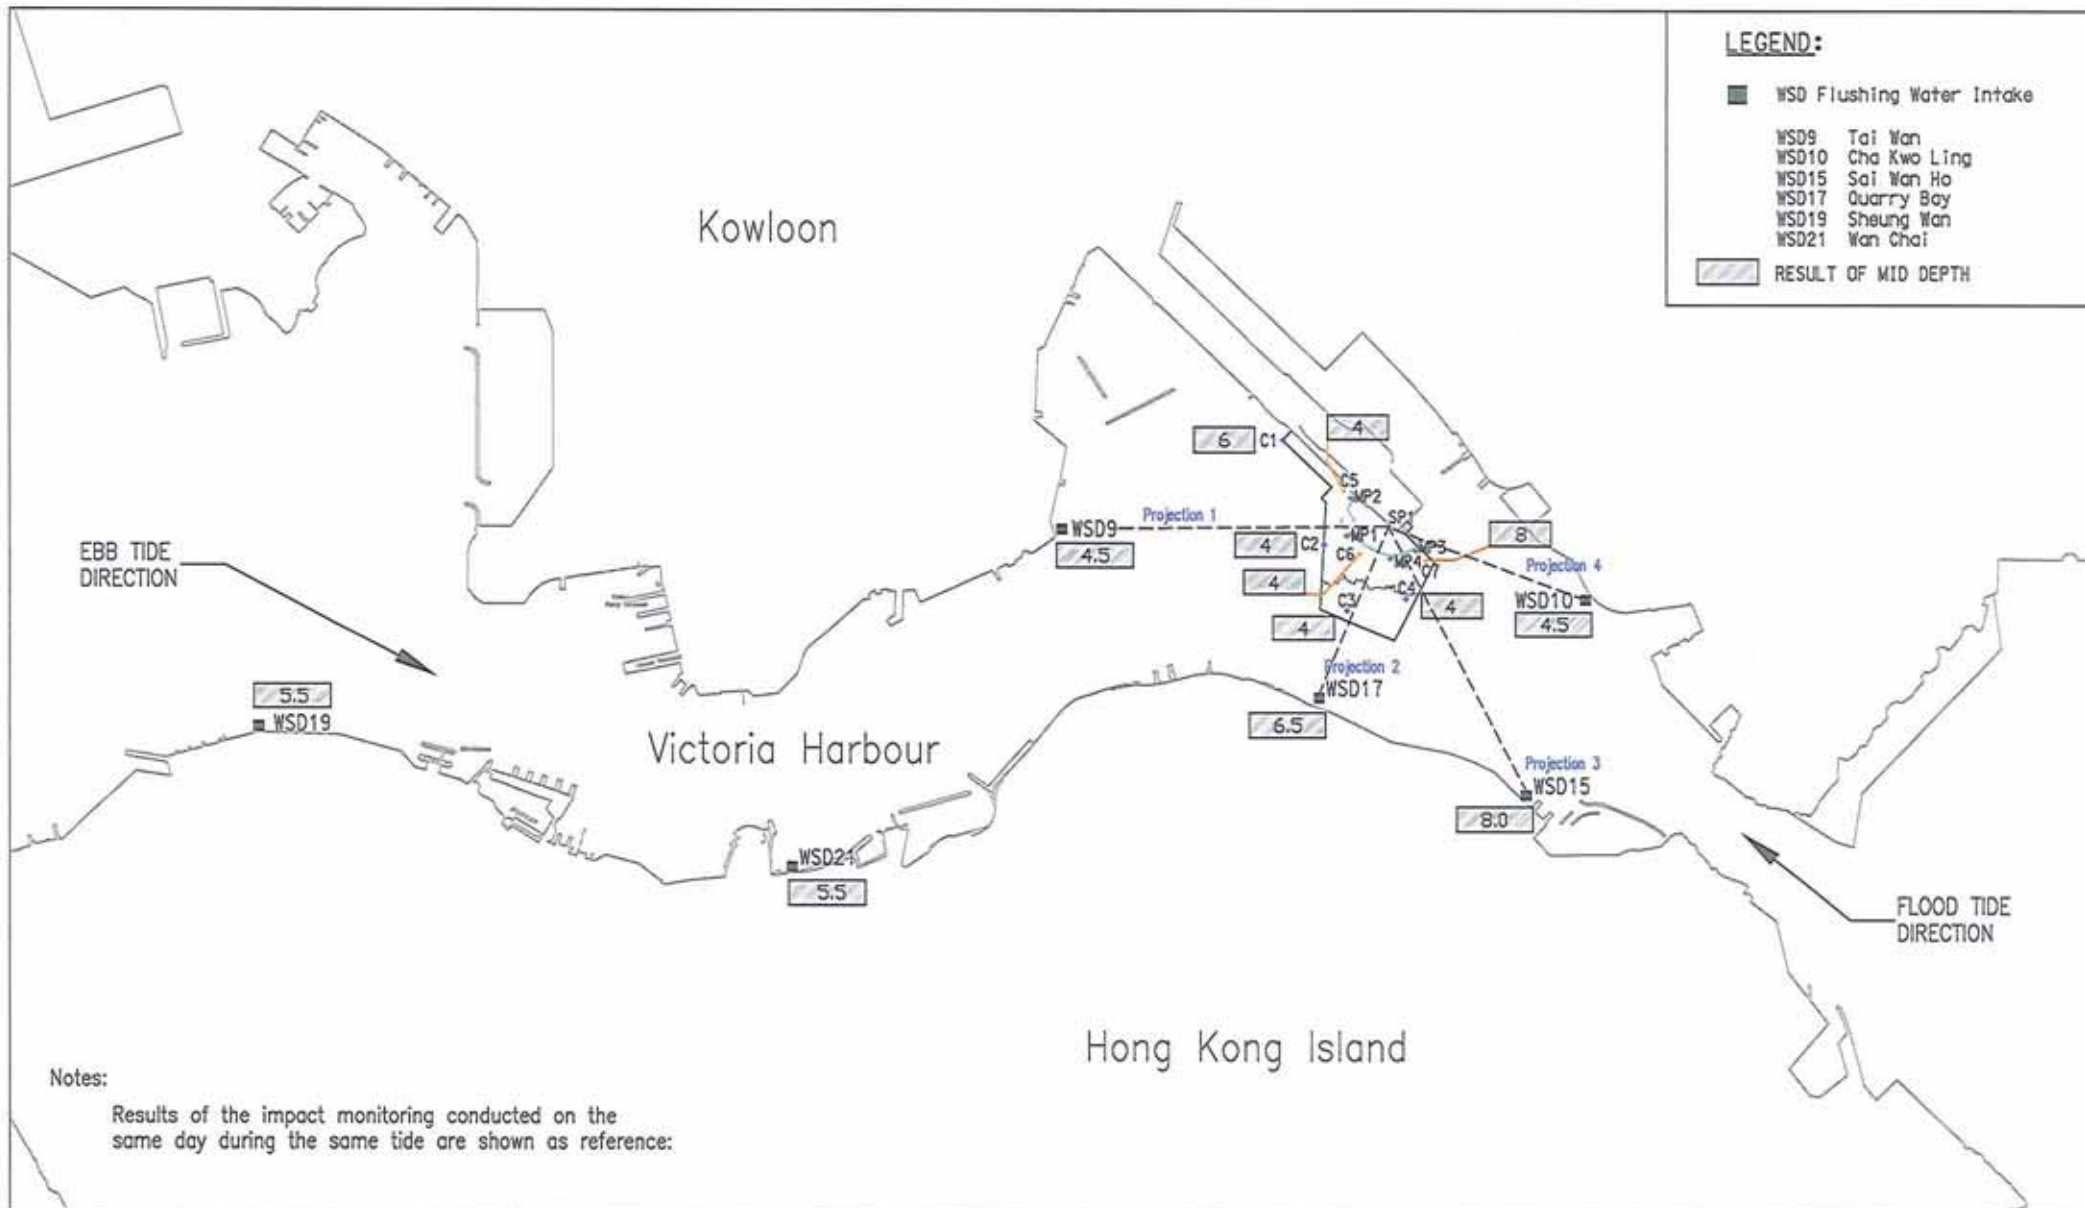 LEGEND:
WSD Flushing Water Intake
WSD9 Tai Wan
WSD10 Cha Kwo Ling
WSD15 Sai Wan Ho
WSD17 Quarry Bay
WSD19 Sheung Wan
WSD21 Wan Chai
RESULT OF MID DEPTH
Kowloon
4
6 C1
C5
MP2
SP1
Projection 1
WSD9
4.5
4 C2
MP1
MP3
8
C6
MP4
C7
Projection 4
4
C3
C4
4
WSD10
4.5
4
EBB TIDE
DIRECTION
Projection 2
WSD17
6.5
5.5
WSD19
Victoria Harbour
Projection 3
WSD15
8.0
WSD21
5.5
FLOOD TIDE
DIRECTION
Hong Kong Island
Notes:
Results of the impact monitoring conducted on the
same day during the same tide are shown as reference: